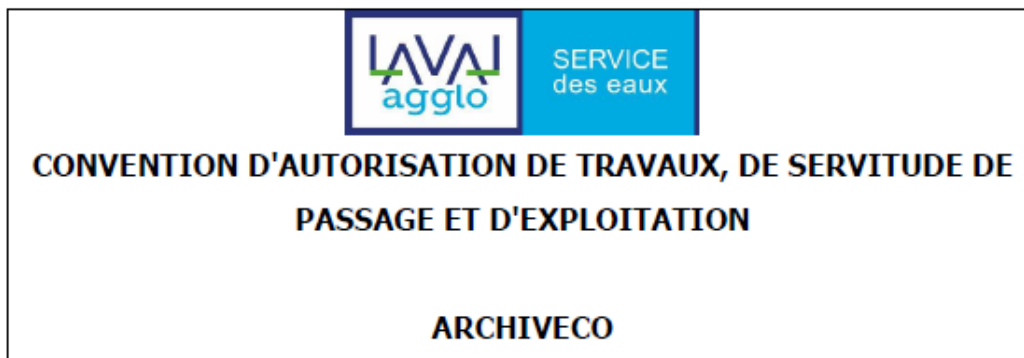 LAVAL
agglo
SERVICE
des eaux
CONVENTION D'AUTORISATION DE TRAVAUX, DE SERVITUDE DE
PASSAGE ET D'EXPLOITATION
ARCHIVECO